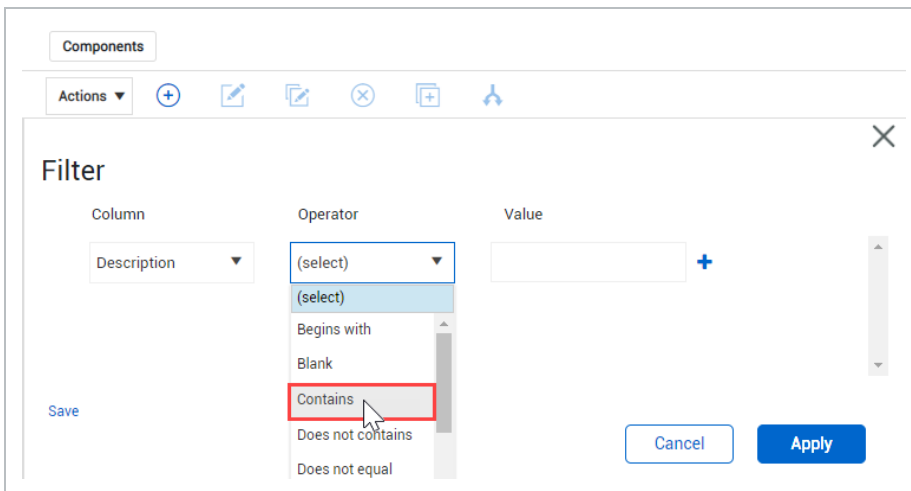 Components
Actions
Filter
Column Operator Value
Description (select)
(select)
Begins with
Blank
Contains
Save
Does not contains
Cancel Apply
Does not equal